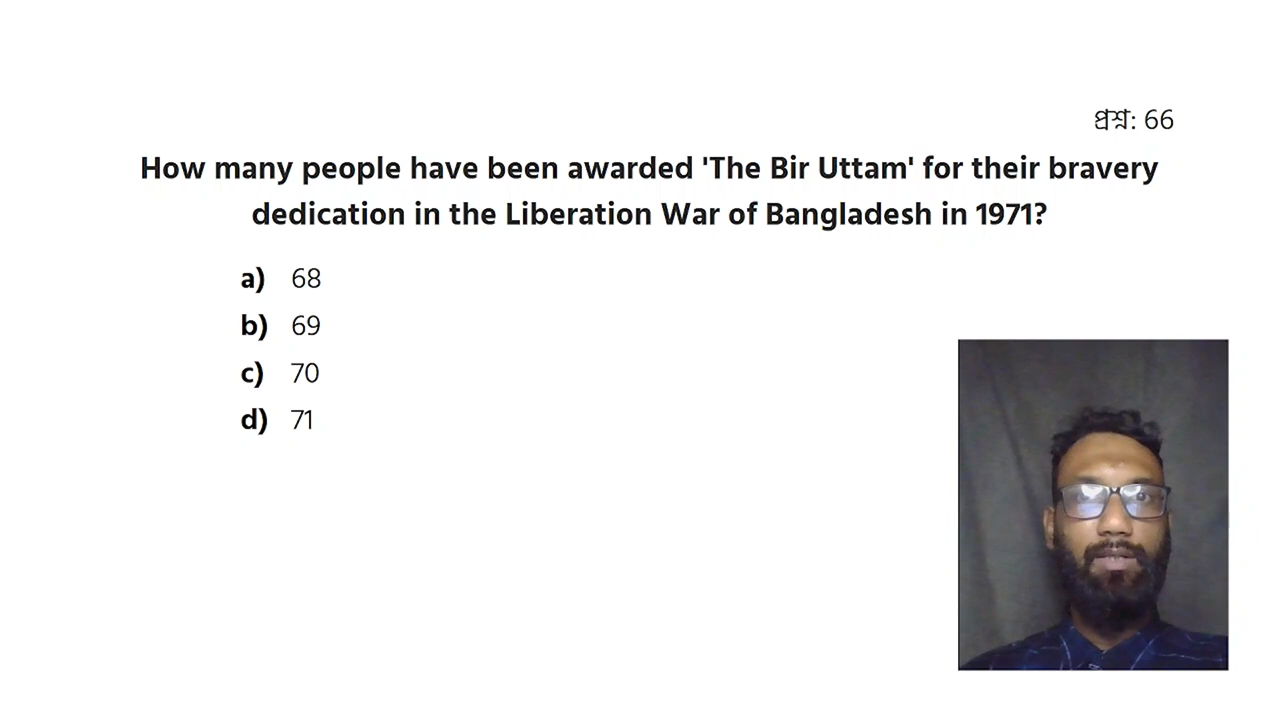 প্রশ্ন: 66
How many people have been awarded 'The Bir Uttam' for their bravery
dedication in the Liberation War of Bangladesh in 1971?
a) 68
b) 69
c) 70
d) 71